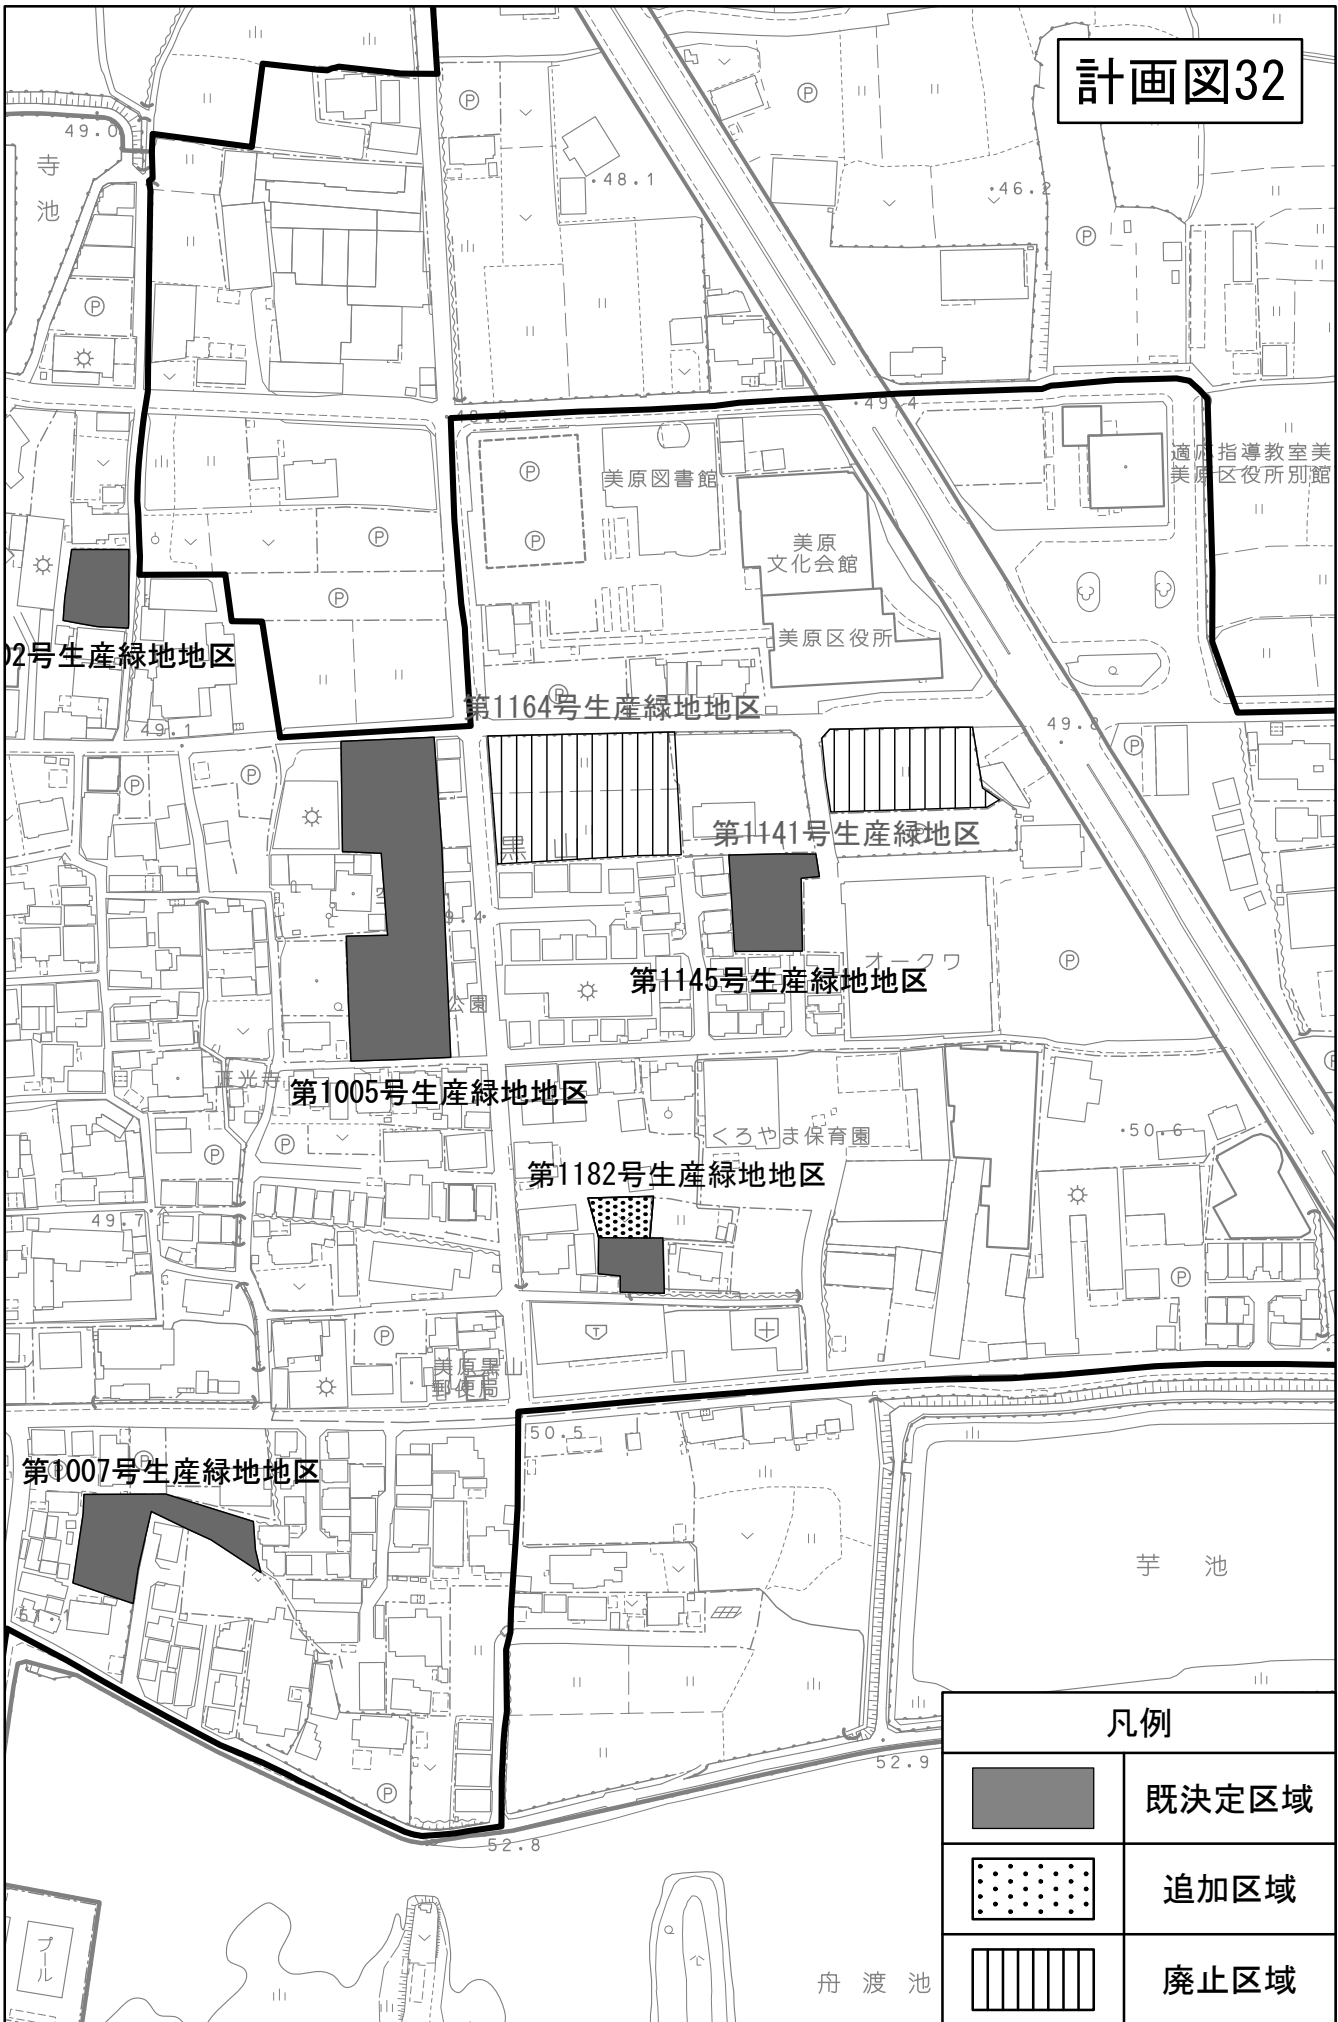 計画図32
49.0
寺
池
48.1
46.2
49.4
美原図書館
適応指導教室美
美原区役所別館
美原
文化会館
美原区役所
02号生産緑地地区
第1164号生産緑地地区
49.1
49.8
第1141号生産緑地地区
黒山
9.4
オークワ
第1145号生産緑地地区
公園
正光寺
第1005号生産緑地地区
くろやま保育園
50.6
第1182号生産緑地地区
49.7
美原黒山
郵便局
50.5
第1007号生産緑地地区
芋池
凡例
52.9
既決定区域
52.8
追加区域
プール
舟渡池
廃止区域